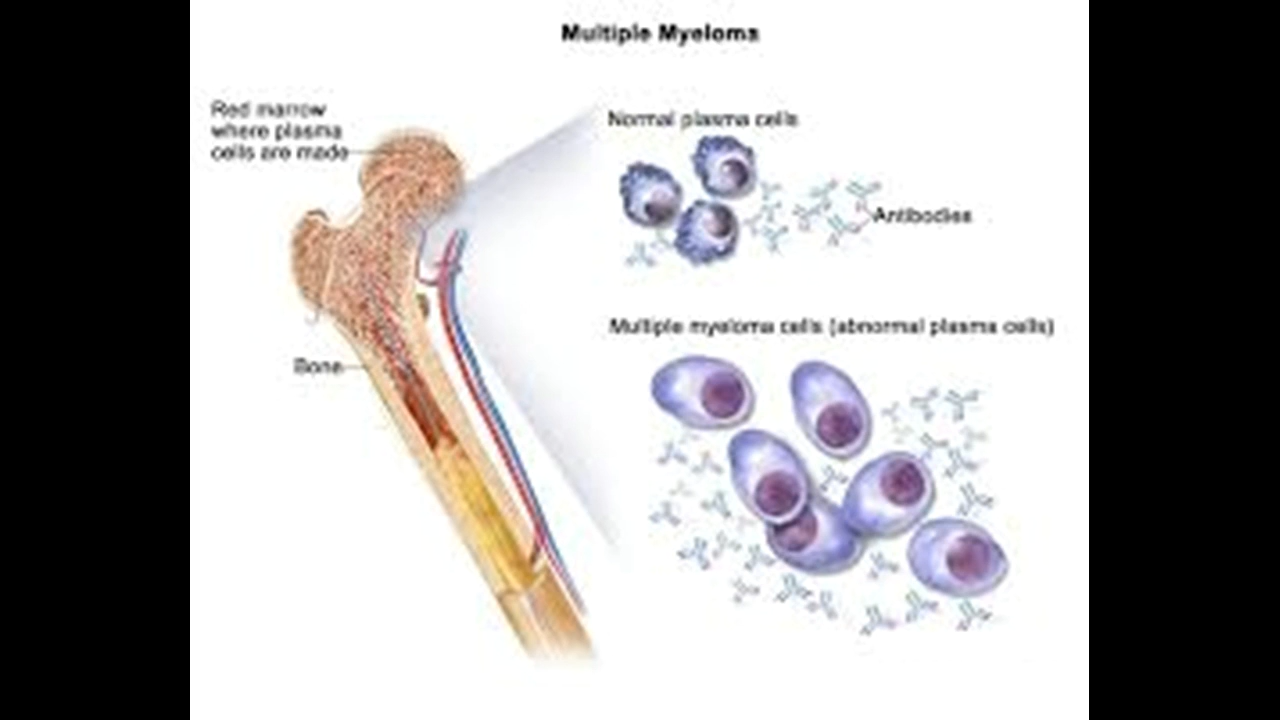 Multiple Myeloma
Red marrow
where plasma
cells are made
Normal plasma cells
Antibodies
Multiple myeloma cells (abnormal plasma cells)
Bone